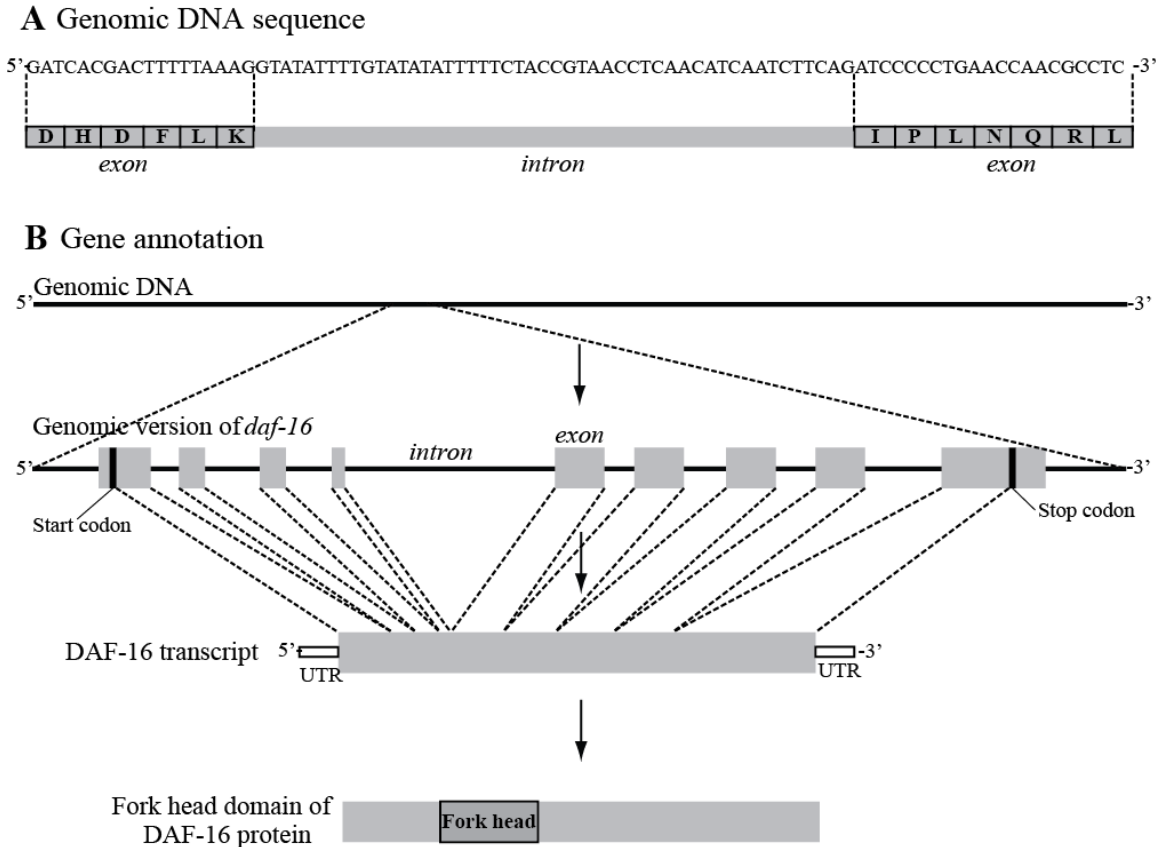 A Genomic DNA sequence
5’-GATCACGACTTTTTAAAGGTATATTTTGTATATATTTTTCTACCGTAACCTCAACATCAATCTTCAGATCCCCCTGAACCAACGCCTC -3’
D H D F L K I P L N Q R L
exon intron exon
B Gene annotation
Genomic DNA
5’ -3’
Genomic version of daf-16
intron exon
5’ -3’
Start codon Stop codon
DAF-16 transcript 5’- -3’
UTR UTR
Fork head domain of
DAF-16 protein
Fork head